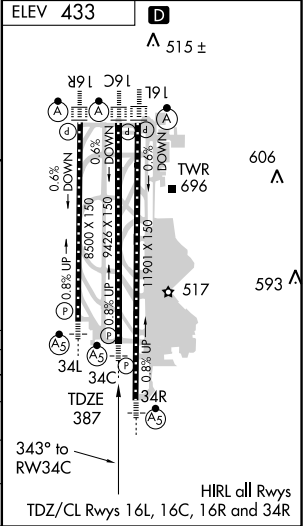 ELEV 433
D
515 ±
16R
16C
16L
A
A
A
P
P
P
0.6% DOWN
0.6% DOWN
0.6% DOWN
TWR
696
606
8500 X 150
9426 X 150
11901 X 150
517
593
0.8% UP
0.8% UP
0.8% UP
P
P
P
A5
A5
A5
34L
34C
34R
TDZE
387
343° to
RW34C
HIRL all Rwys
TDZ/CL Rwys 16L, 16C, 16R and 34R